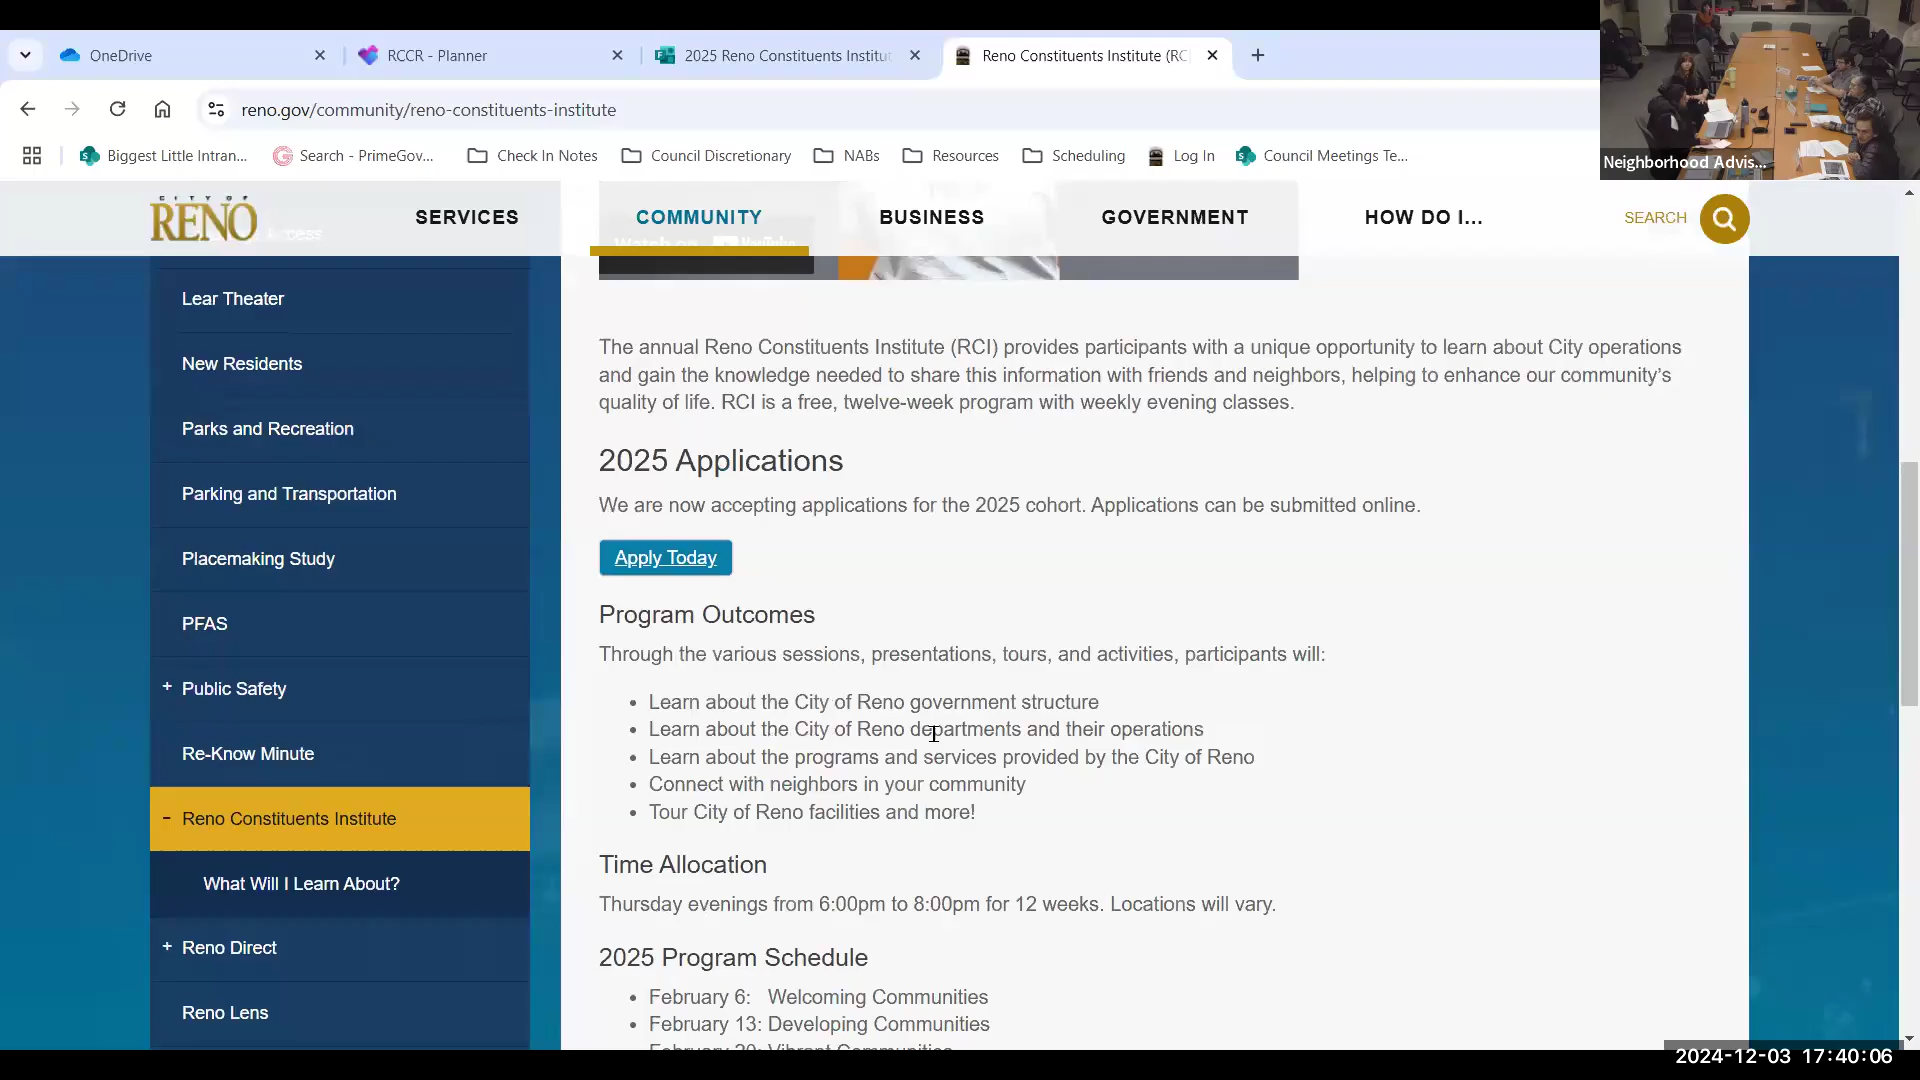 OneDrive
RCCR - Planner
2025 Reno Constituents Institut
Reno Constituents Institute (RC
reno.gov/community/reno-constituents-institute
Biggest Little Intran...
Search - PrimeGov...
Check In Notes
Council Discretionary
NABs
Resources
Scheduling
Log In
Council Meetings Te...
Neighborhood Advis...
CITY OF
RENO
SERVICES
COMMUNITY
BUSINESS
GOVERNMENT
HOW DO I...
SEARCH
Watch on YouTube
Lear Theater
New Residents
Parks and Recreation
Parking and Transportation
Placemaking Study
PFAS
+ Public Safety
Re-Know Minute
- Reno Constituents Institute
What Will I Learn About?
+ Reno Direct
Reno Lens
The annual Reno Constituents Institute (RCI) provides participants with a unique opportunity to learn about City operations
and gain the knowledge needed to share this information with friends and neighbors, helping to enhance our community's
quality of life. RCI is a free, twelve-week program with weekly evening classes.
2025 Applications
We are now accepting applications for the 2025 cohort. Applications can be submitted online.
Apply Today
Program Outcomes
Through the various sessions, presentations, tours, and activities, participants will:
• Learn about the City of Reno government structure
• Learn about the City of Reno departments and their operations
• Learn about the programs and services provided by the City of Reno
• Connect with neighbors in your community
• Tour City of Reno facilities and more!
Time Allocation
Thursday evenings from 6:00pm to 8:00pm for 12 weeks. Locations will vary.
2025 Program Schedule
• February 6: Welcoming Communities
• February 13: Developing Communities
February 20: Vibrant Communities
2024-12-03 17:40:06